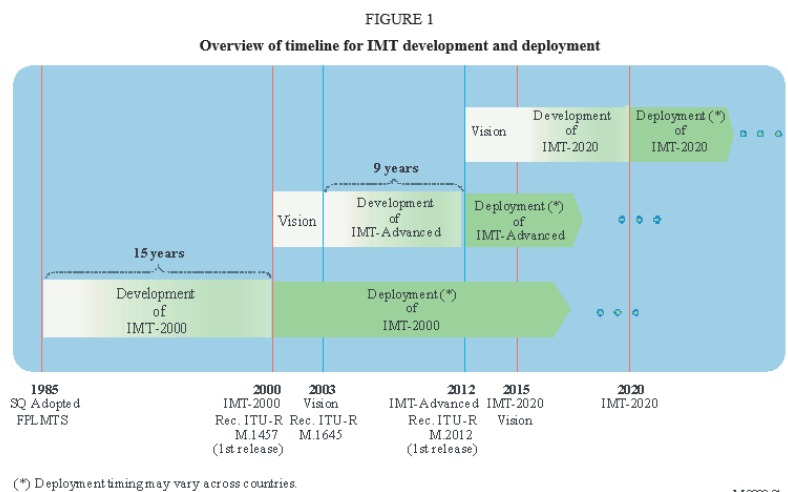 FIGURE 1
Overview of timeline for IMT development and deployment
Vision
Development
of
IMT-2020
Deployment (*)
of
IMT-2020
9 years
Vision
Development
of
IMT-Advanced
Deployment (*)
of
IMT-Advanced
15 years
Development
of
IMT-2000
Deployment (*)
of
IMT-2000
1985
SQ Adopted
FPLMTS
2000
IMT-2000
Rec. ITU-R
M.1457
(1st release)
2003
Vision
Rec. ITU-R
M.1645
2012
IMT-Advanced
Rec. ITU-R
M.2012
(1st release)
2015
IMT-2020
Vision
2020
IMT-2020
(*) Deployment timing may vary across countries.